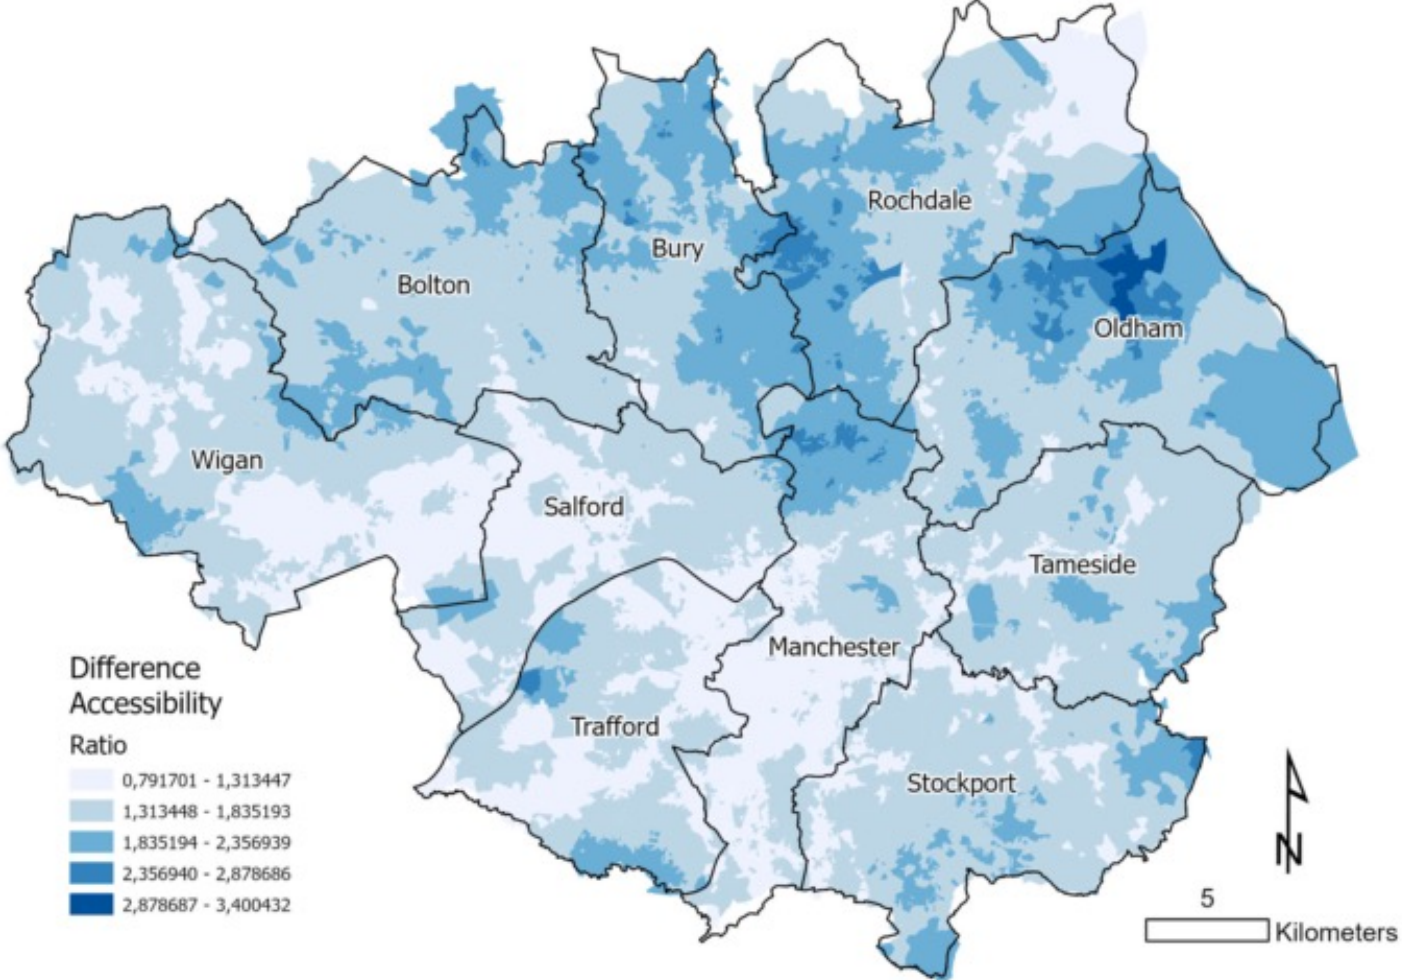 Rochdale
Bury
Bolton
Oldham
Wigan
Salford
Tameside
Manchester
Trafford
Stockport
Difference
Accessibility
Ratio
0,791701 - 1,313447
1,313448 - 1,835193
1,835194 - 2,356939
2,356940 - 2,878686
2,878687 - 3,400432
N
5
Kilometers